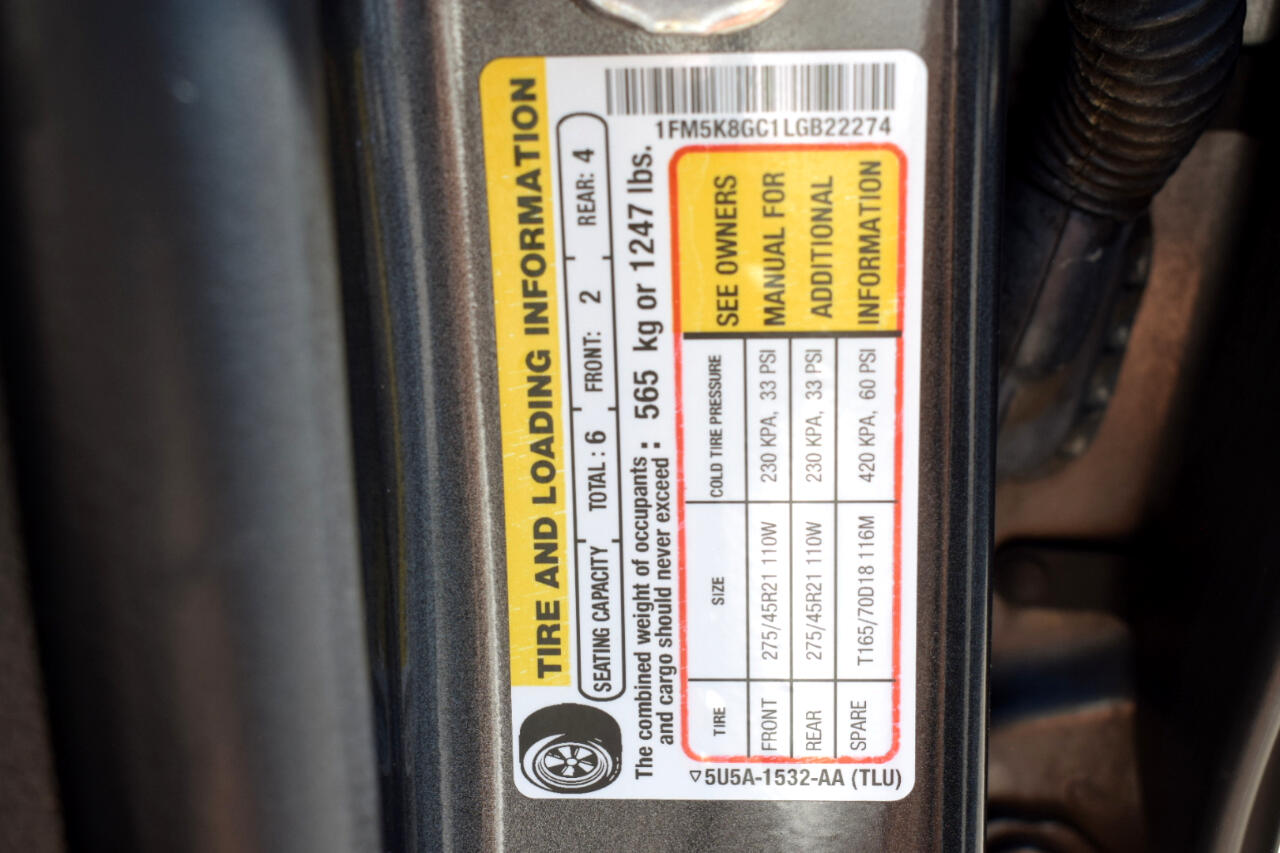 TIRE AND LOADING INFORMATION
SEATING CAPACITY TOTAL : 6 FRONT: 2 REAR: 4
The combined weight of occupants
and cargo should never exceed : 565 kg or 1247 lbs.
TIRE SIZE COLD TIRE PRESSURE
FRONT 275/45R21 110W 230 KPA, 33 PSI
REAR 275/45R21 110W 230 KPA, 33 PSI
SPARE T165/70D18 116M 420 KPA, 60 PSI
SEE OWNERS
MANUAL FOR
ADDITIONAL
INFORMATION
1FM5K8GC1LGB22274
▽5U5A-1532-AA (TLU)